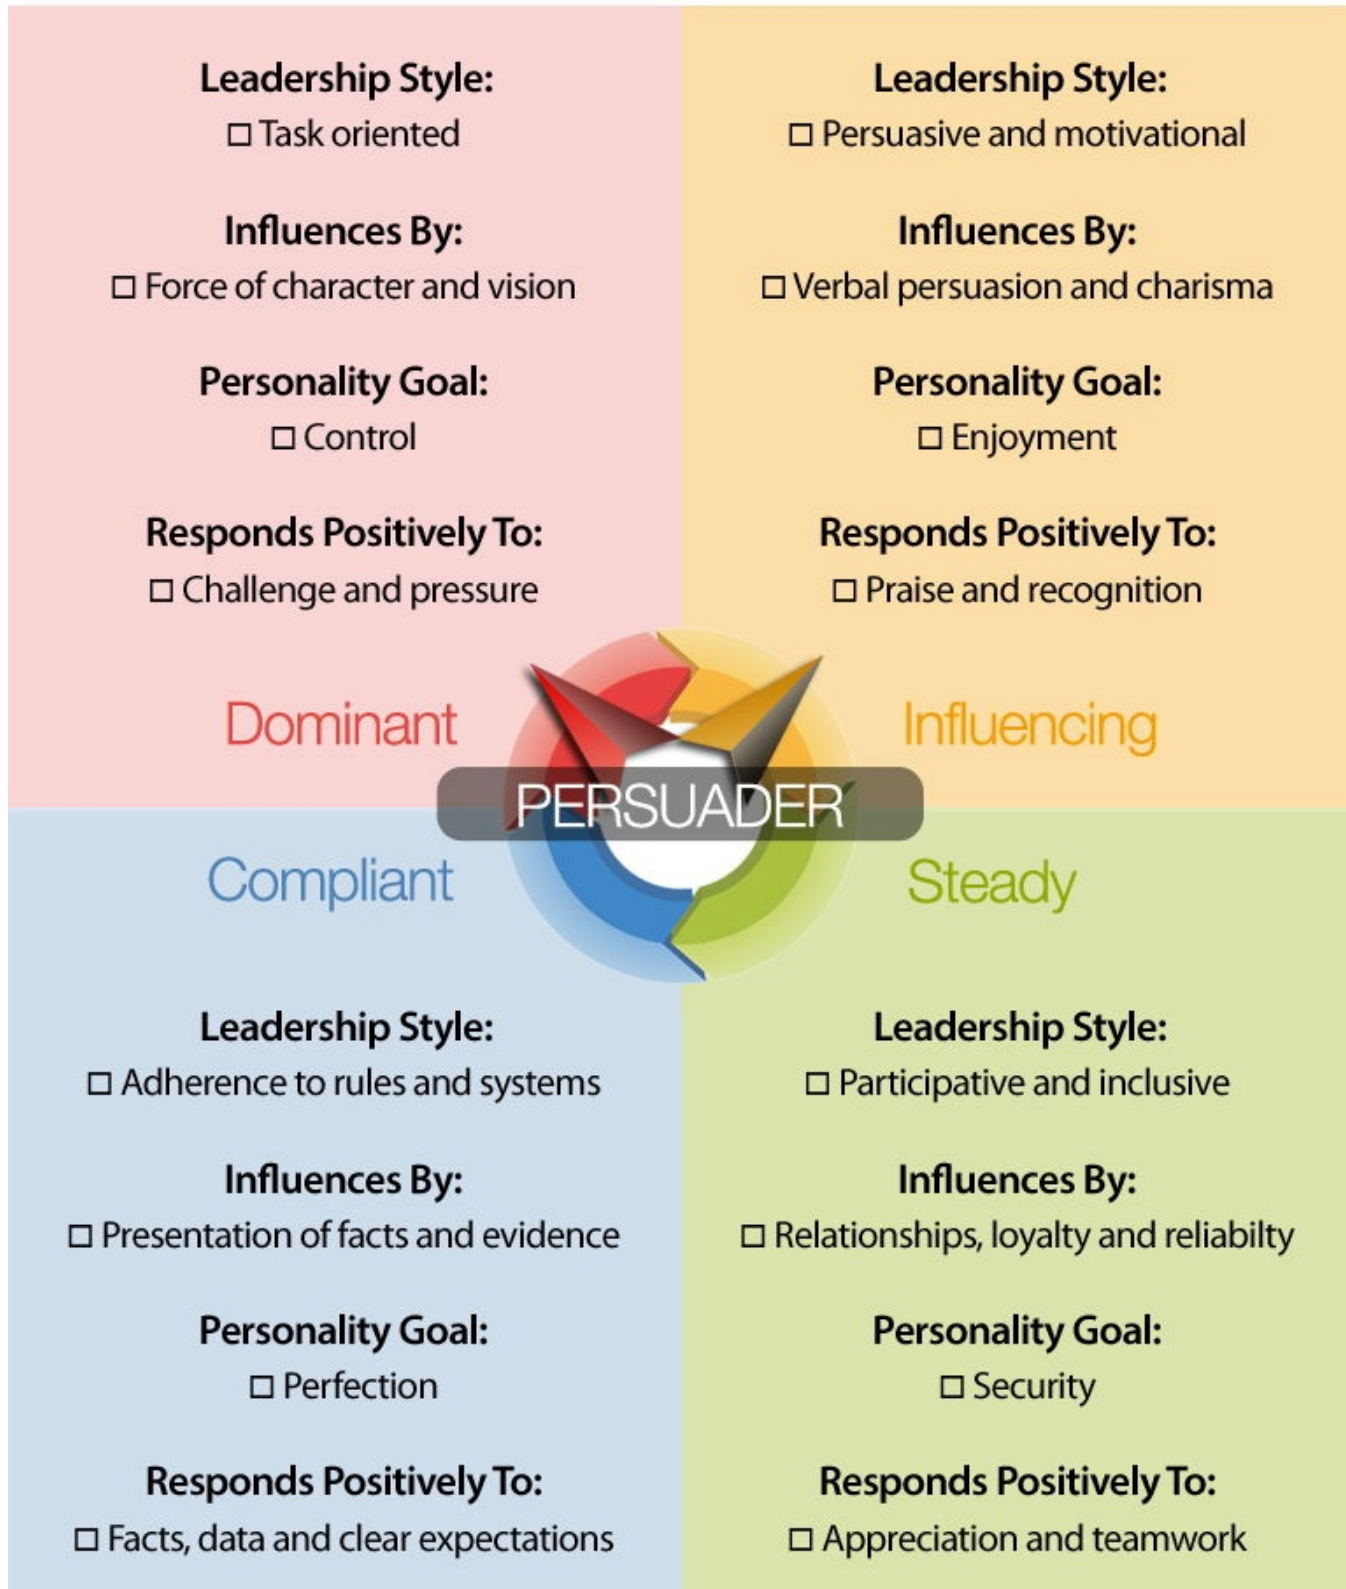 Leadership Style:
☐ Task oriented
Influences By:
☐ Force of character and vision
Personality Goal:
☐ Control
Responds Positively To:
☐ Challenge and pressure
Dominant
Leadership Style:
☐ Persuasive and motivational
Influences By:
☐ Verbal persuasion and charisma
Personality Goal:
☐ Enjoyment
Responds Positively To:
☐ Praise and recognition
Influencing
PERSUADER
Compliant
Leadership Style:
☐ Adherence to rules and systems
Influences By:
☐ Presentation of facts and evidence
Personality Goal:
☐ Perfection
Responds Positively To:
☐ Facts, data and clear expectations
Steady
Leadership Style:
☐ Participative and inclusive
Influences By:
☐ Relationships, loyalty and reliabilty
Personality Goal:
☐ Security
Responds Positively To:
☐ Appreciation and teamwork